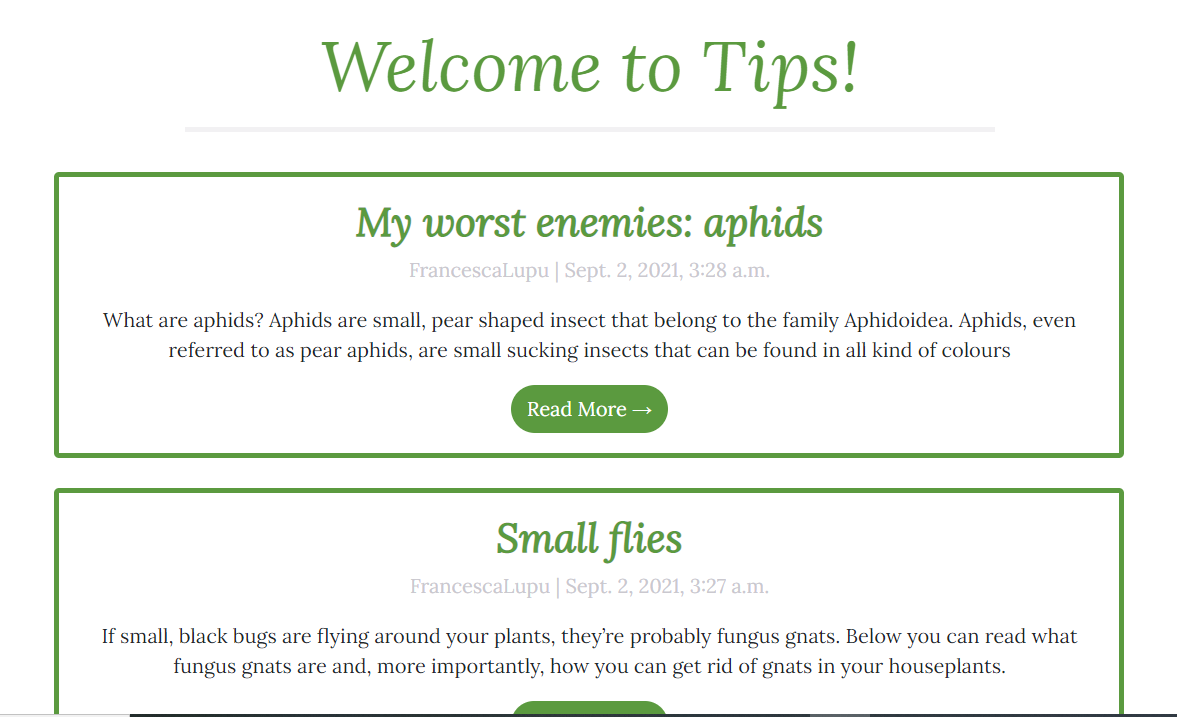 Welcome to Tips!
My worst enemies: aphids
FrancescaLupu | Sept. 2, 2021, 3:28 a.m.
What are aphids? Aphids are small, pear shaped insect that belong to the family Aphidoidea. Aphids, even
referred to as pear aphids, are small sucking insects that can be found in all kind of colours
Read More →
Small flies
FrancescaLupu | Sept. 2, 2021, 3:27 a.m.
If small, black bugs are flying around your plants, they’re probably fungus gnats. Below you can read what
fungus gnats are and, more importantly, how you can get rid of gnats in your houseplants.